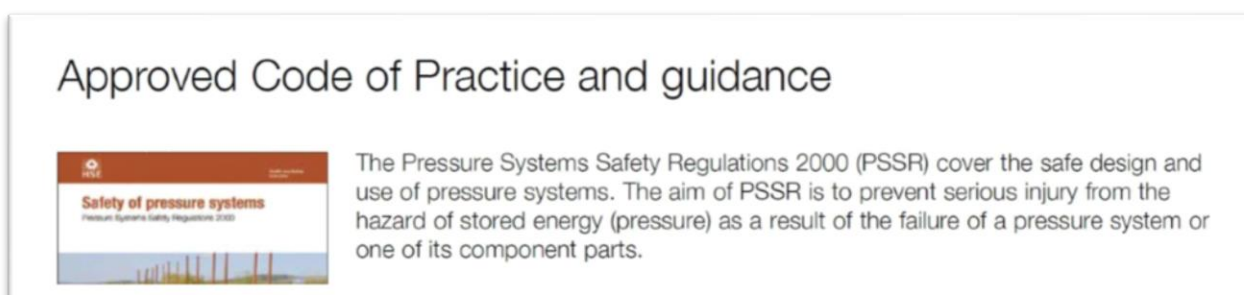 Approved Code of Practice and guidance
HSE
Safety of pressure systems
Pressure Systems Safety Regulations 2000
The Pressure Systems Safety Regulations 2000 (PSSR) cover the safe design and
use of pressure systems. The aim of PSSR is to prevent serious injury from the
hazard of stored energy (pressure) as a result of the failure of a pressure system or
one of its component parts.